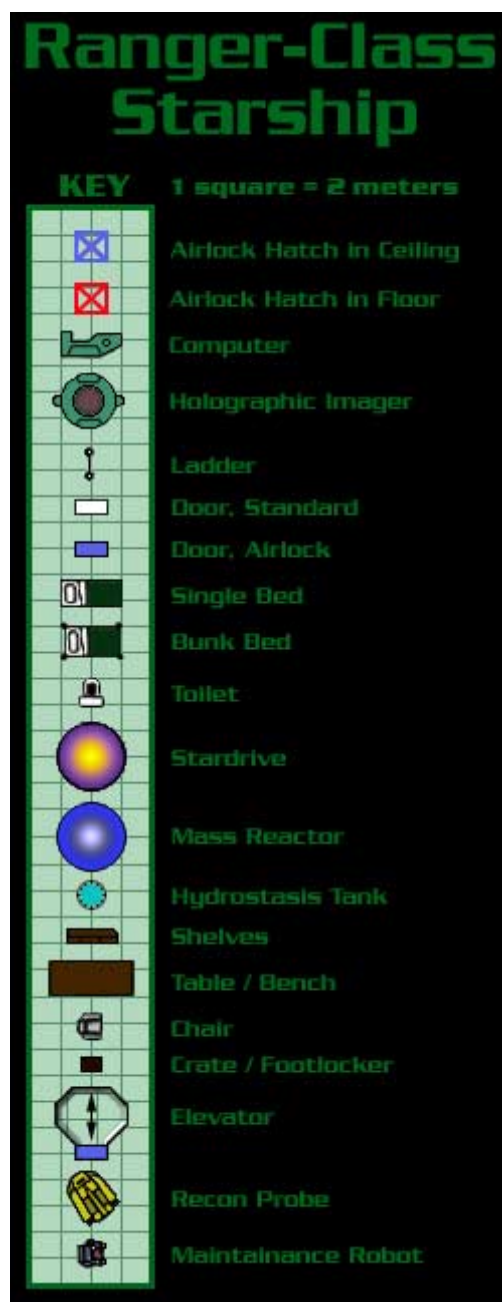 Ranger-Class
Starship
KEY 1 square = 2 meters
Airlock Hatch in Ceiling
Airlock Hatch in Floor
Computer
Holographic Imager
Ladder
Door, Standard
Door, Airlock
Single Bed
Bunk Bed
Toilet
Stardrive
Mass Reactor
Hydrostasis Tank
Shelves
Table / Bench
Chair
Crate / Footlocker
Elevator
Recon Probe
Maintainance Robot